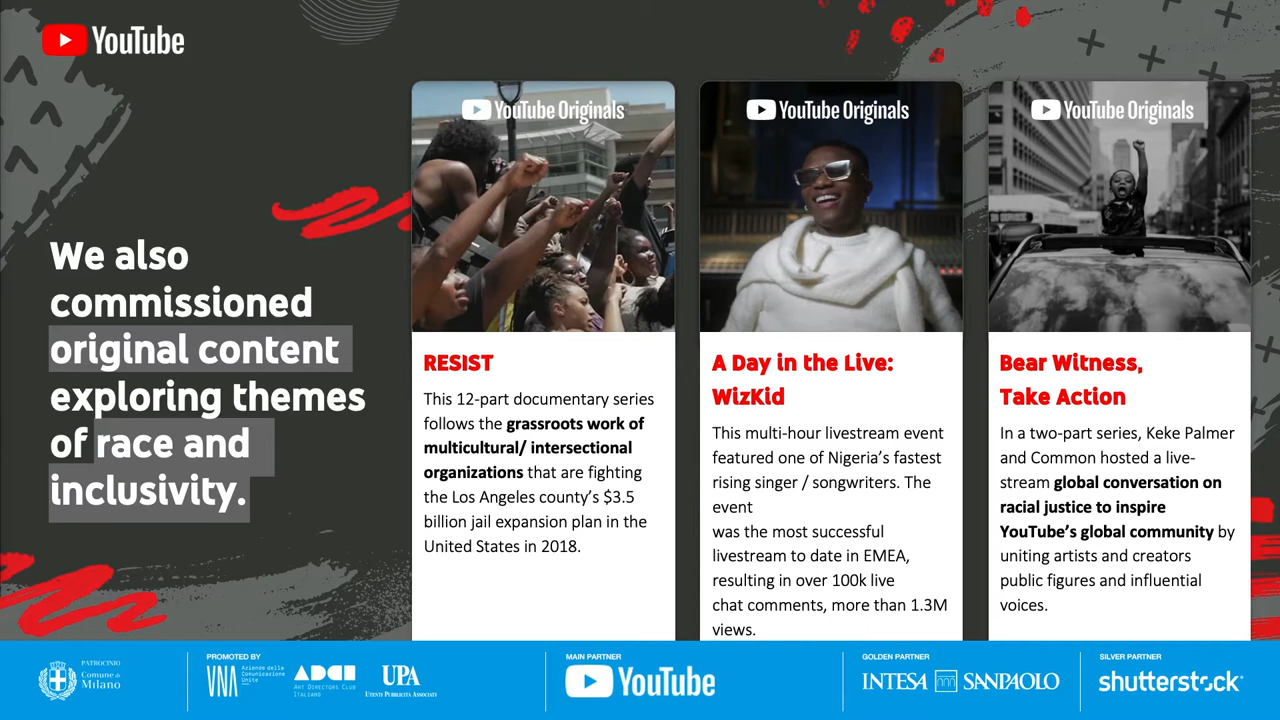 YouTube
We also
commissioned
original content
exploring themes
of race and
inclusivity.
YouTube Originals
RESIST
This 12-part documentary series
follows the grassroots work of
multicultural/ intersectional
organizations that are fighting
the Los Angeles county's $3.5
billion jail expansion plan in the
United States in 2018.
YouTube Originals
A Day in the Live:
WizKid
This multi-hour livestream event
featured one of Nigeria's fastest
rising singer / songwriters. The
event
was the most successful
livestream to date in EMEA,
resulting in over 100k live
chat comments, more than 1.3M
views.
YouTube Originals
Bear Witness,
Take Action
In a two-part series, Keke Palmer
and Common hosted a live-
stream global conversation on
racial justice to inspire
YouTube's global community by
uniting artists and creators
public figures and influential
voices.
PATROCINIO
Comune di
Milano
PROMOTED BY
VNA
Aziende della
Comunicazione
Unite
ADCI
Art Directors Club
Italiano
UPA
Utenti Pubblicità Associati
MAIN PARTNER
YouTube
GOLDEN PARTNER
INTESA SANPAOLO
SILVER PARTNER
shutterstock